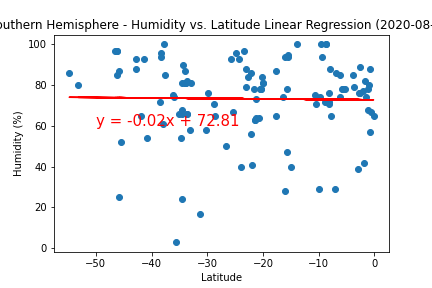 outhern Hemisphere - Humidity vs. Latitude Linear Regression (2020-08-
Humidity (%)
100
80
60
40
20
0
y = -0.02x + 72.81
−50 −40 −30 −20 −10 0
Latitude